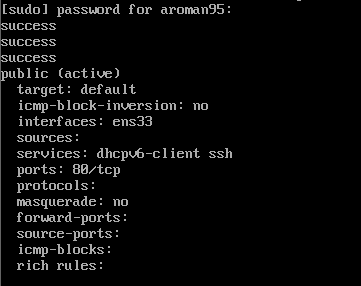 [sudo] password for aroman95:
success
success
success
public (active)
  target: default
  icmp-block-inversion: no
  interfaces: ens33
  sources:
  services: dhcpv6-client ssh
  ports: 80/tcp
  protocols:
  masquerade: no
  forward-ports:
  source-ports:
  icmp-blocks:
  rich rules: